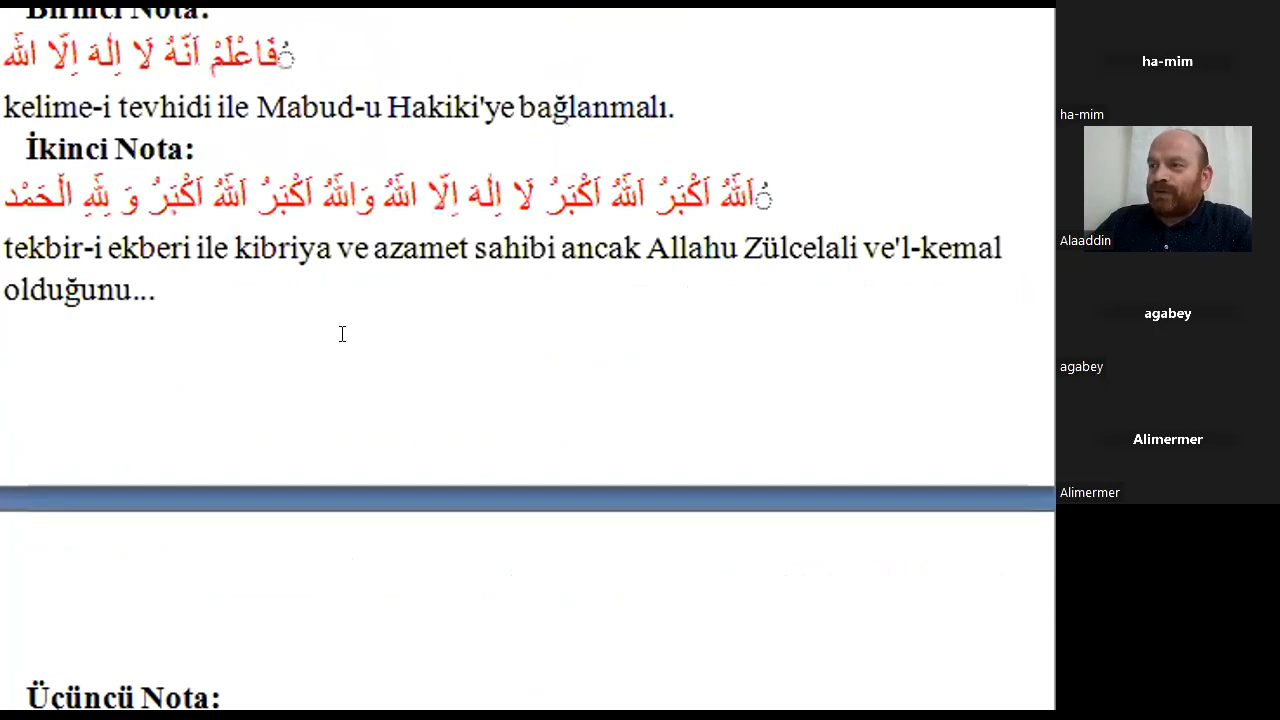 Birinci Nota:
فَاعْلَمْ اَنَّهُ لَا اِلٰهَ اِلَّا اللّٰهُ
kelime-i tevhidi ile Mabud-u Hakiki'ye bağlanmalı.
İkinci Nota:
اَللّٰهُ اَكْبَرُ اَللّٰهُ اَكْبَرُ لَا اِلٰهَ اِلَّا اللّٰهُ وَاللّٰهُ اَكْبَرُ اَللّٰهُ اَكْبَرُ وَ لِلّٰهِ الْحَمْدُ
tekbir-i ekberi ile kibriya ve azamet sahibi ancak Allahu Zülcelali ve'l-kemal
olduğunu...
Üçüncü Nota:
ha-mim
ha-mim
Alaaddin
agabey
agabey
Alimermer
Alimermer